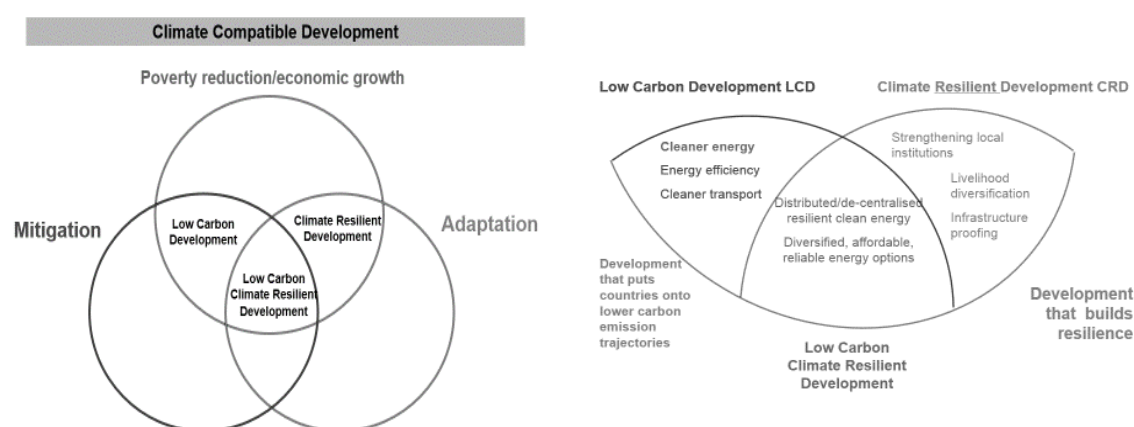 Climate Compatible Development
Poverty reduction/economic growth
Mitigation
Low Carbon
Development
Climate Resilient
Development
Adaptation
Low Carbon
Climate Resilient
Development
Low Carbon Development LCD
Climate Resilient Development CRD
Cleaner energy
Energy efficiency
Cleaner transport
Strengthening local
institutions
Livelihood
diversification
Infrastructure
proofing
Distributed/de-centralised
resilient clean energy
Diversified, affordable,
reliable energy options
Development
that puts
countries onto
lower carbon
emission
trajectories
Development
that builds
resilience
Low Carbon
Climate Resilient
Development